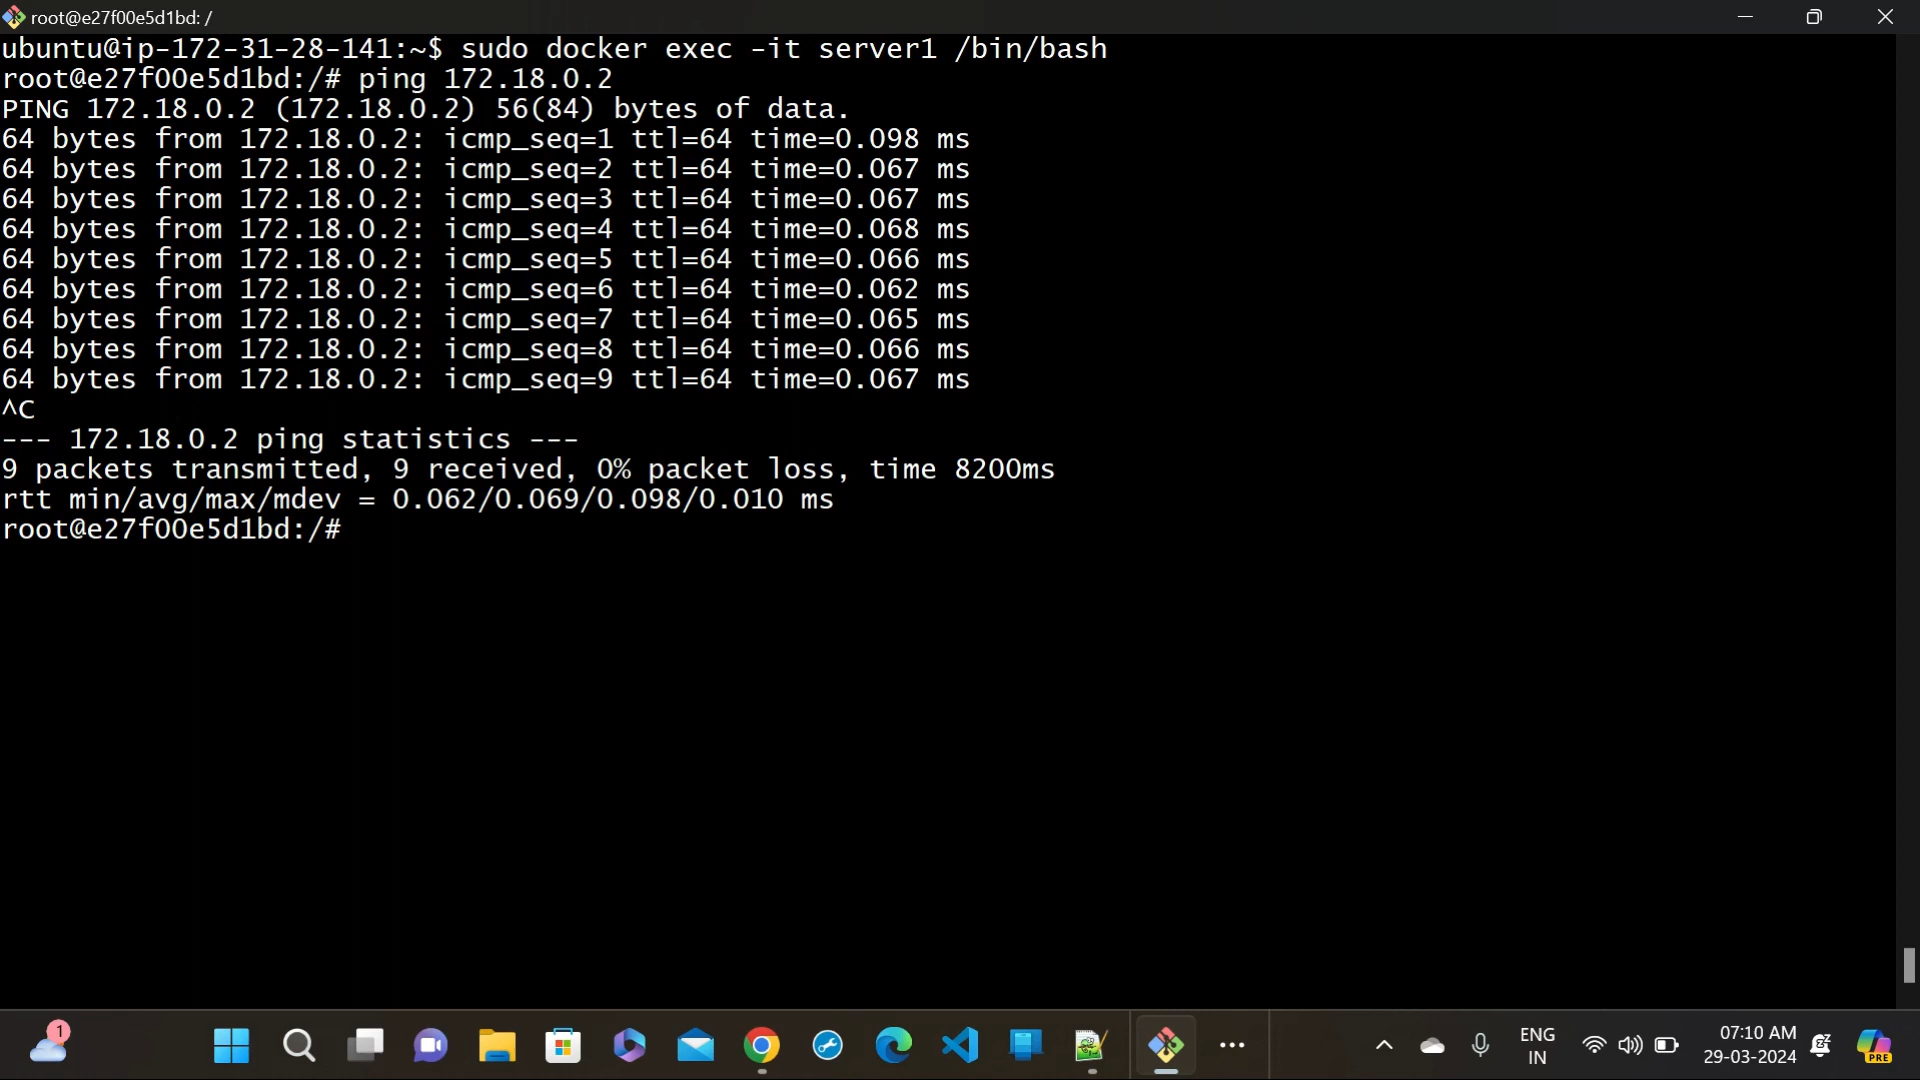 root@e27f00e5d1bd: /
ubuntu@ip-172-31-28-141:~$ sudo docker exec -it server1 /bin/bash
root@e27f00e5d1bd:/# ping 172.18.0.2
PING 172.18.0.2 (172.18.0.2) 56(84) bytes of data.
64 bytes from 172.18.0.2: icmp_seq=1 ttl=64 time=0.098 ms
64 bytes from 172.18.0.2: icmp_seq=2 ttl=64 time=0.067 ms
64 bytes from 172.18.0.2: icmp_seq=3 ttl=64 time=0.067 ms
64 bytes from 172.18.0.2: icmp_seq=4 ttl=64 time=0.068 ms
64 bytes from 172.18.0.2: icmp_seq=5 ttl=64 time=0.066 ms
64 bytes from 172.18.0.2: icmp_seq=6 ttl=64 time=0.062 ms
64 bytes from 172.18.0.2: icmp_seq=7 ttl=64 time=0.065 ms
64 bytes from 172.18.0.2: icmp_seq=8 ttl=64 time=0.066 ms
64 bytes from 172.18.0.2: icmp_seq=9 ttl=64 time=0.067 ms
^C
--- 172.18.0.2 ping statistics ---
9 packets transmitted, 9 received, 0% packet loss, time 8200ms
rtt min/avg/max/mdev = 0.062/0.069/0.098/0.010 ms
root@e27f00e5d1bd:/#
1
ENG
IN
07:10 AM
29-03-2024
PRE